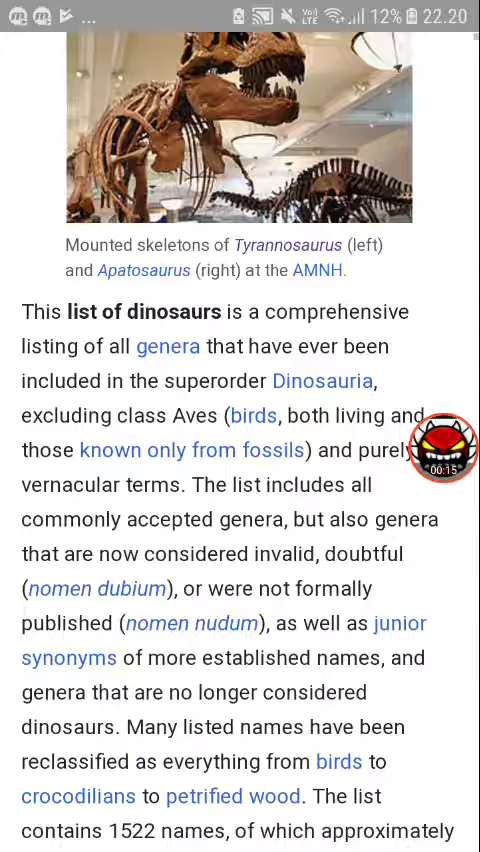 ... Vo)) LTE 12% 22.20
Mounted skeletons of Tyrannosaurus (left)
and Apatosaurus (right) at the AMNH.
This list of dinosaurs is a comprehensive
listing of all genera that have ever been
included in the superorder Dinosauria,
excluding class Aves (birds, both living and
those known only from fossils) and purely
00:15
vernacular terms. The list includes all
commonly accepted genera, but also genera
that are now considered invalid, doubtful
(nomen dubium), or were not formally
published (nomen nudum), as well as junior
synonyms of more established names, and
genera that are no longer considered
dinosaurs. Many listed names have been
reclassified as everything from birds to
crocodilians to petrified wood. The list
contains 1522 names, of which approximately